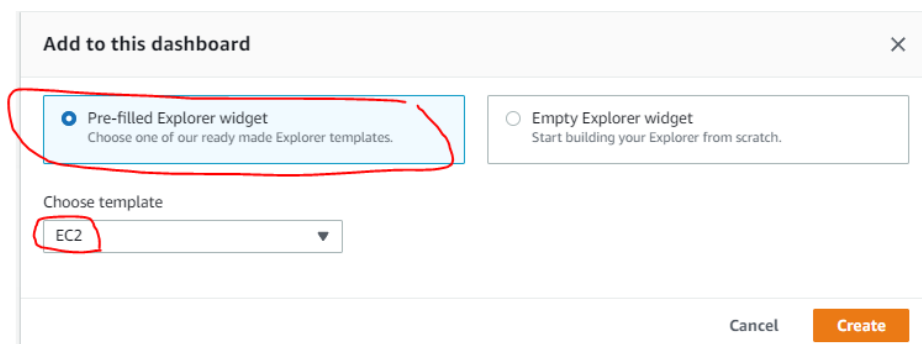 Add to this dashboard
Pre-filled Explorer widget
Choose one of our ready made Explorer templates.
Empty Explorer widget
Start building your Explorer from scratch.
Choose template
EC2
Cancel
Create